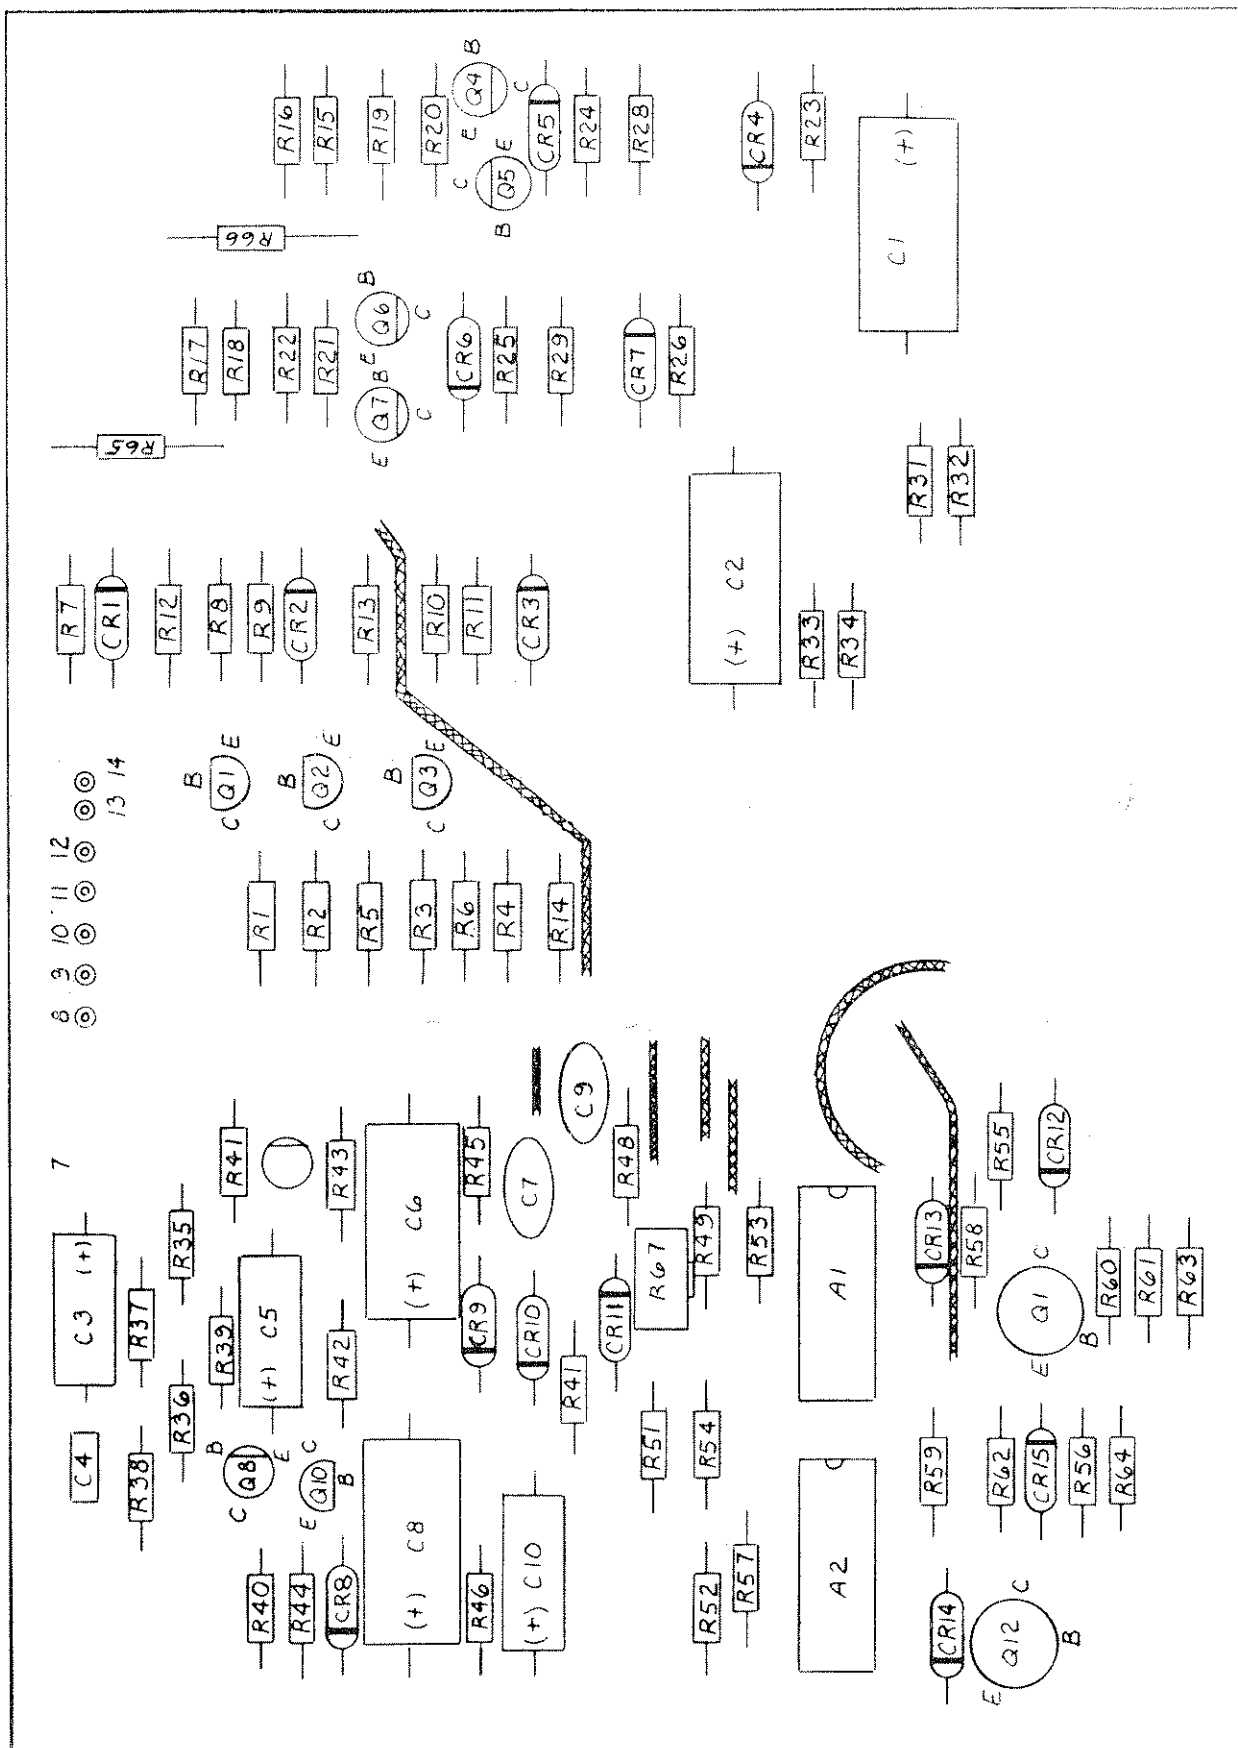 R16
R15
R19
R20
B
Q4
E
C
CR5
R24
R28
CR4
R23
C1 (+)
C
Q5
E
B
R66
R17
R18
R22
R21
B
Q6
E
C
CR6
R25
R29
CR7
R26
B
Q7
E
C
R65
R31
R32
R7
CR1
R12
R8
R9
CR2
R13
R10
R11
CR3
(+) C2
R33
R34
B
Q1
E
C
B
Q2
E
C
B
Q3
E
C
8 9 10 11 12
13 14
R1
R2
R5
R3
R6
R4
R14
7
C3 (+)
C4
R37
R38
R35
R36
R41
R39
(+) C5
R43
R42
B
Q8
C
E
C
Q10
E
B
R40
R44
CR8
(+) C6
(+) C8
R45
CR9
R46
C7
C9
CR10
(+) C10
R41
R48
CR11
R67
R49
R53
R51
R54
R52
R57
A1
A2
CR13
R58
R55
CR12
C
Q1
E
B
R60
R61
R63
R59
R62
CR15
R56
R64
CR14
C
Q12
E
B